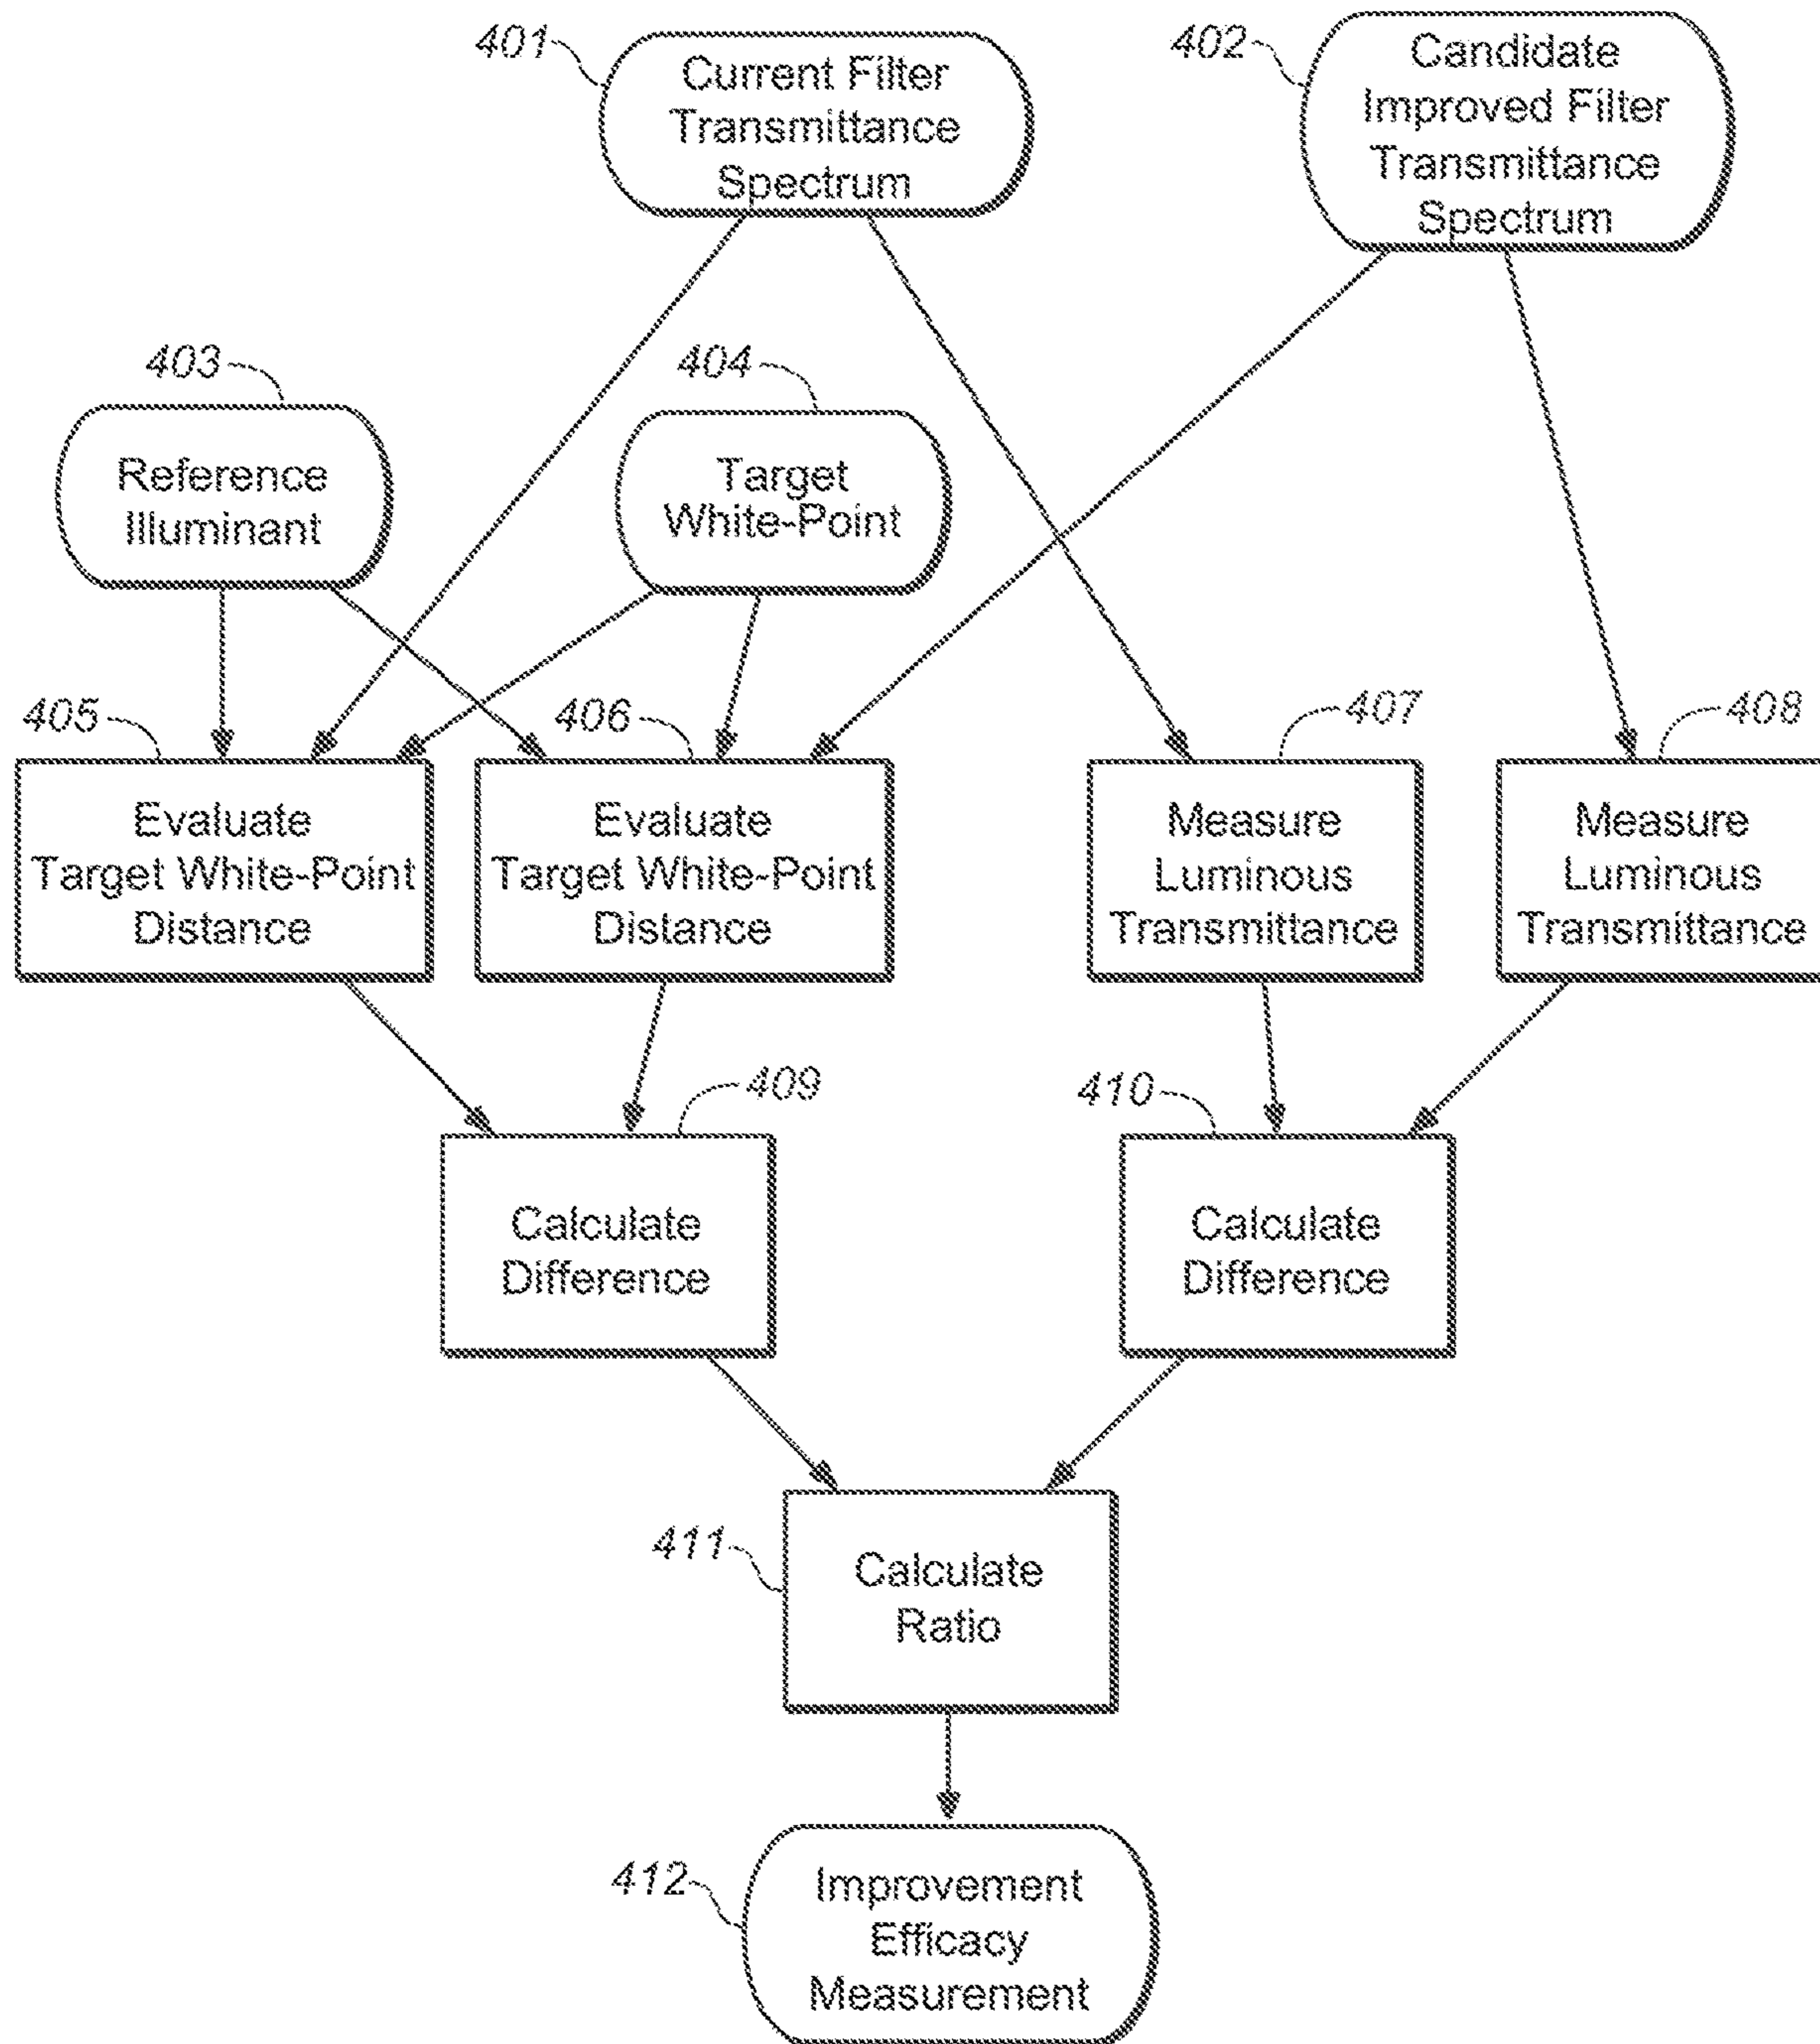 401
Current Filter
Transmittance
Spectrum
402
Candidate
Improved Filter
Transmittance
Spectrum
403
Reference
Illuminant
404
Target
White-Point
405
Evaluate
Target White-Point
Distance
406
Evaluate
Target White-Point
Distance
407
Measure
Luminous
Transmittance
408
Measure
Luminous
Transmittance
409
Calculate
Difference
410
Calculate
Difference
411
Calculate
Ratio
412
Improvement
Efficacy
Measurement